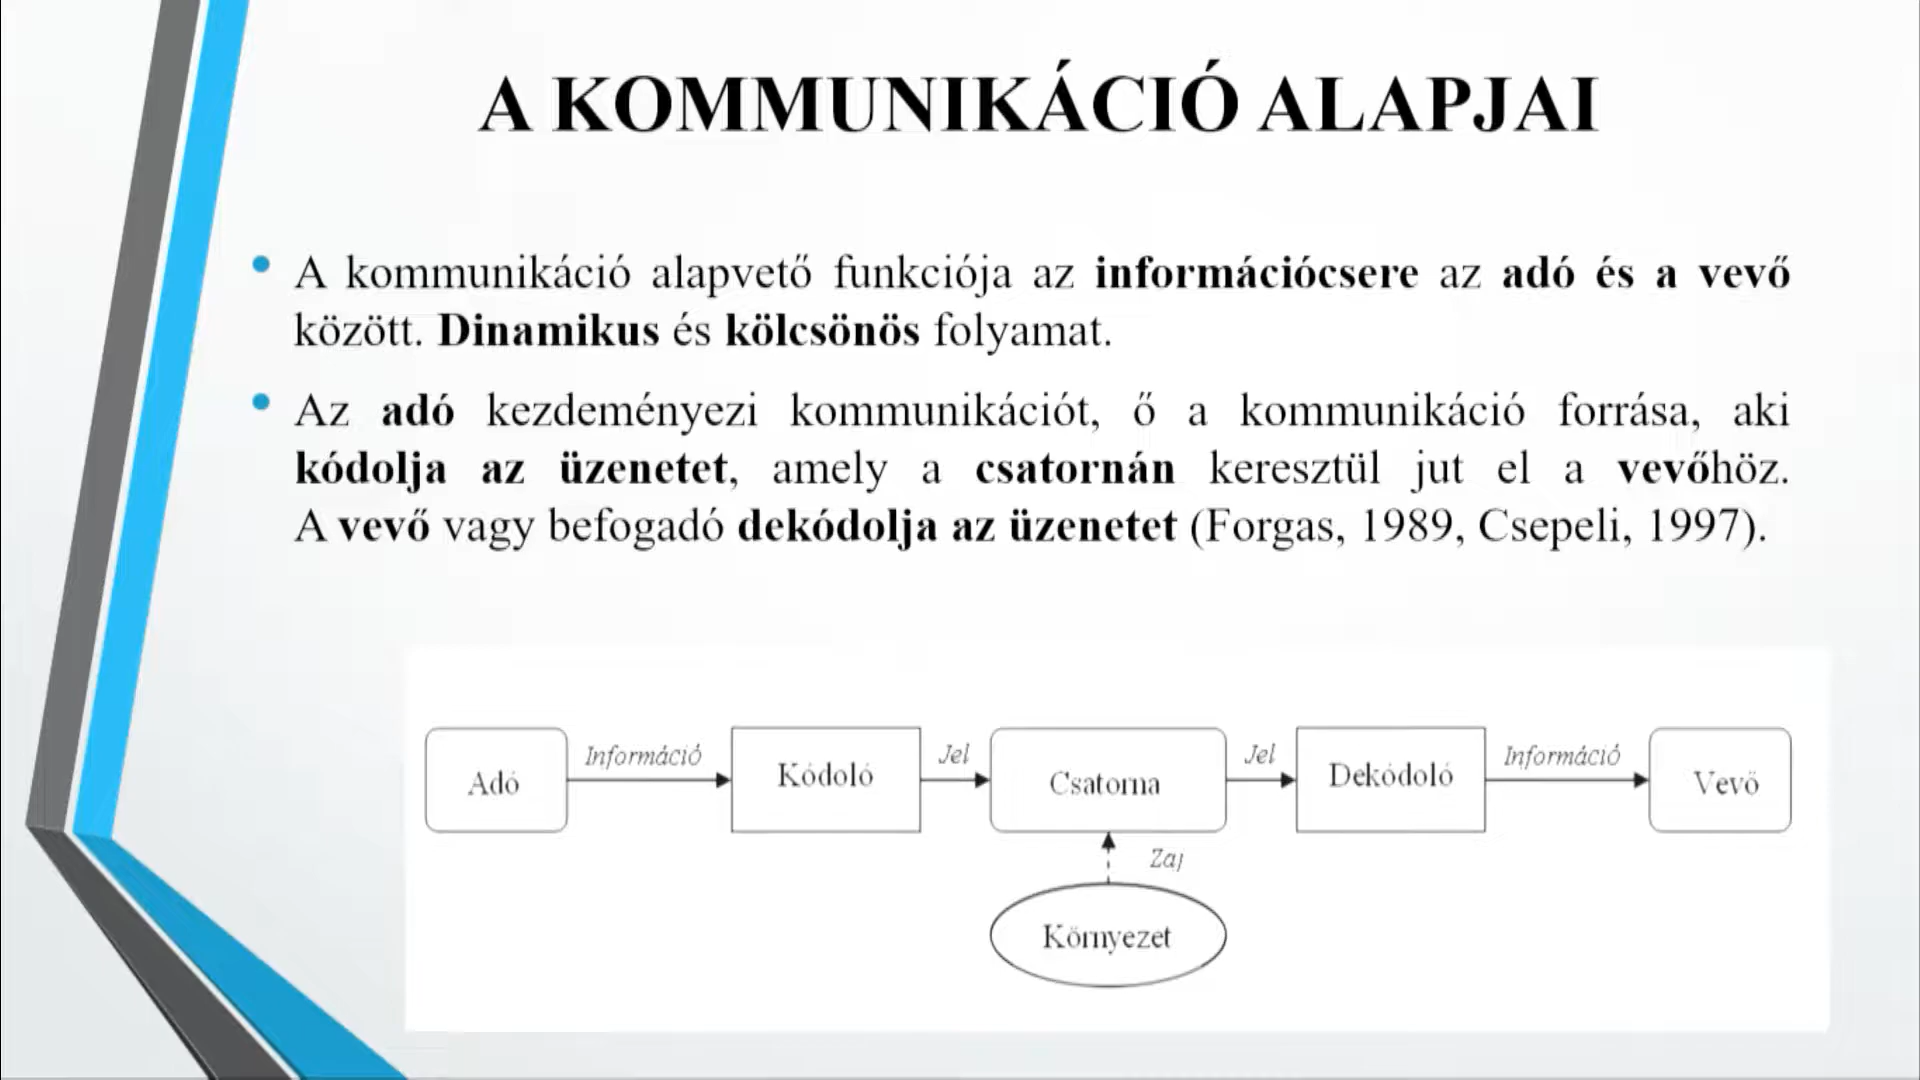 A KOMMUNIKÁCIÓ ALAPJAI
A kommunikáció alapvető funkciója az információcsere az adó és a vevő
között. Dinamikus és kölcsönös folyamat.
Az adó kezdeményezi kommunikációt, ő a kommunikáció forrása, aki
kódolja az üzenetet, amely a csatornán keresztül jut el a vevőhöz.
A vevő vagy befogadó dekódolja az üzenetet (Forgas, 1989, Csepeli, 1997).
Adó
Információ
Kódoló
Jel
Csatorna
Jel
Dekódoló
Információ
Vevő
Zaj
Környezet